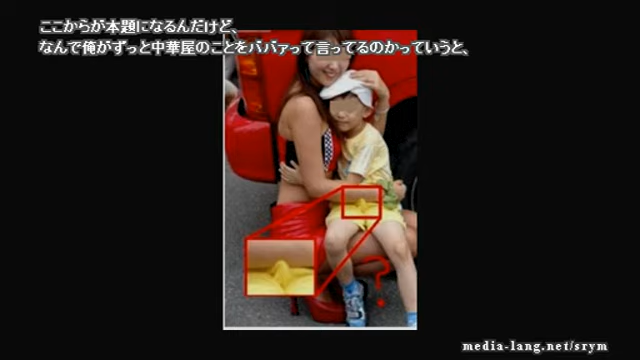 ここからが本題になるんだけど、
なんで俺がずっと中華屋のことをババァって言ってるのかっていうと、
?
media-lang.net/srym